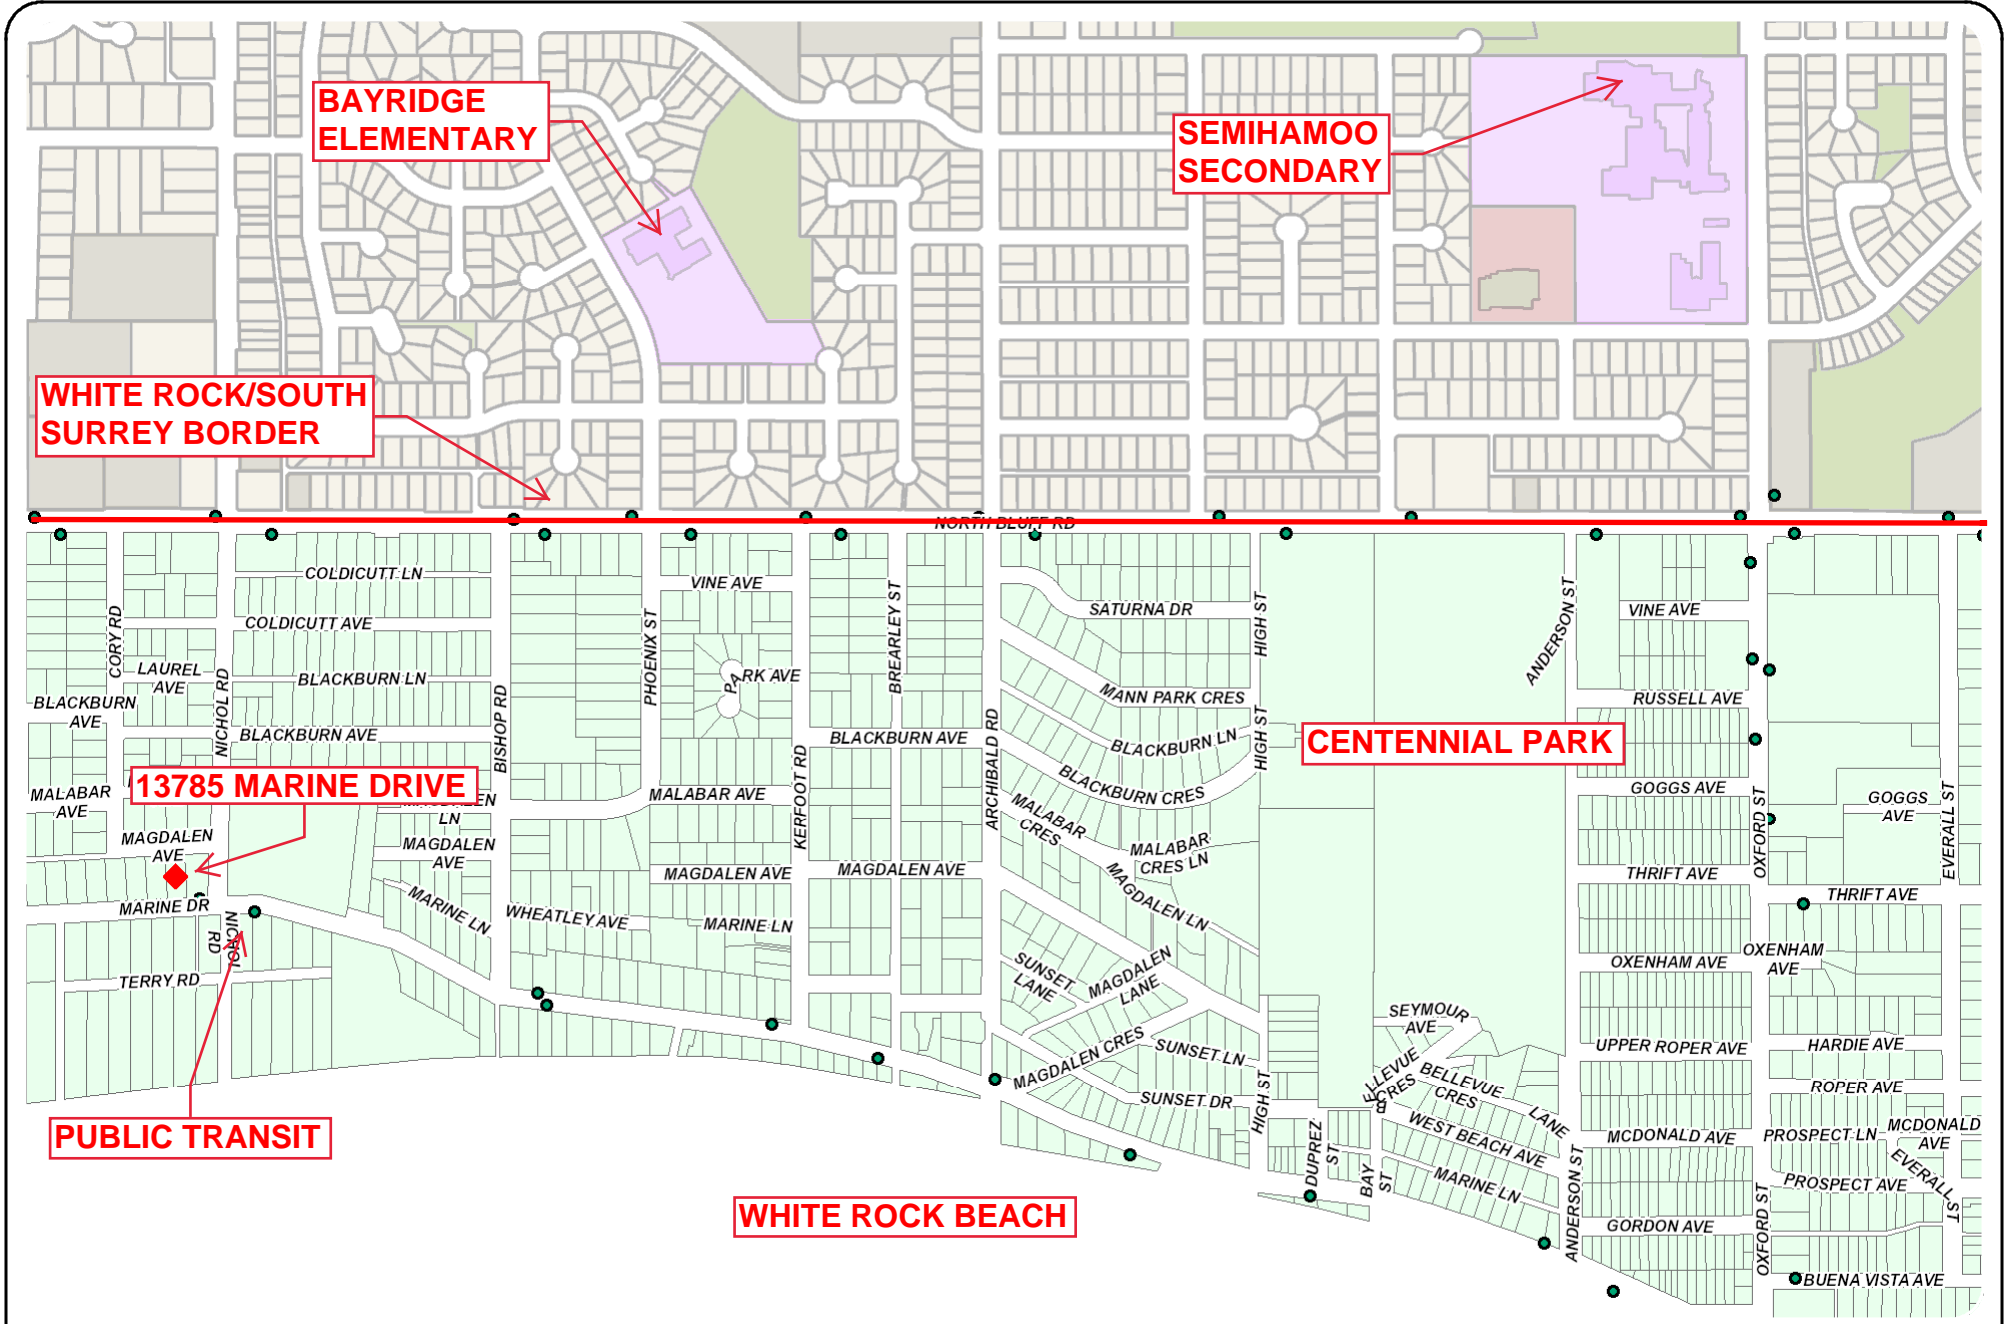 BAYRIDGE
ELEMENTARY
SEMIHAMOO
SECONDARY
WHITE ROCK/SOUTH
SURREY BORDER
NORTH BLUFF RD
COLDICUTT LN
VINE AVE
SATURNA DR
HIGH ST
ANDERSON ST
VINE AVE
CORY RD
COLDICUTT AVE
PHOENIX ST
BREARLEY ST
LAUREL
AVE
NICHOL RD
BLACKBURN LN
PARK AVE
BLACKBURN
AVE
BISHOP RD
MANN PARK CRES
RUSSELL AVE
BLACKBURN AVE
KERFOOT RD
BLACKBURN AVE
ARCHIBALD RD
BLACKBURN LN
HIGH ST
CENTENNIAL PARK
13785 MARINE DRIVE
MALABAR
AVE
LN
MALABAR AVE
BLACKBURN CRES
GOGGS AVE
OXFORD ST
GOGGS
AVE
EVERALL ST
MALABAR
CRES
MAGDALEN
AVE
MAGDALEN
AVE
MALABAR
CRES LN
MAGDALEN AVE
MAGDALEN AVE
THRIFT AVE
THRIFT AVE
MARINE DR
MARINE LN
WHEATLEY AVE
MARINE LN
MAGDALEN LN
NICHOL
RD
OXENHAM AVE
OXENHAM
AVE
TERRY RD
SUNSET
LANE
MAGDALEN
LANE
SEYMOUR
AVE
MAGDALEN CRES
SUNSET LN
UPPER ROPER AVE
HARDIE AVE
BELLEVUE
CRES
BELLEVUE
CRES
LANE
ROPER AVE
SUNSET DR
HIGH ST
PUBLIC TRANSIT
DUPREZ
ST
WEST BEACH AVE
MCDONALD AVE
PROSPECT LN
MCDONALD
AVE
BAY
ST
MARINE LN
ANDERSON ST
PROSPECT AVE
EVERALL
ST
WHITE ROCK BEACH
GORDON AVE
OXFORD ST
BUENA VISTA AVE